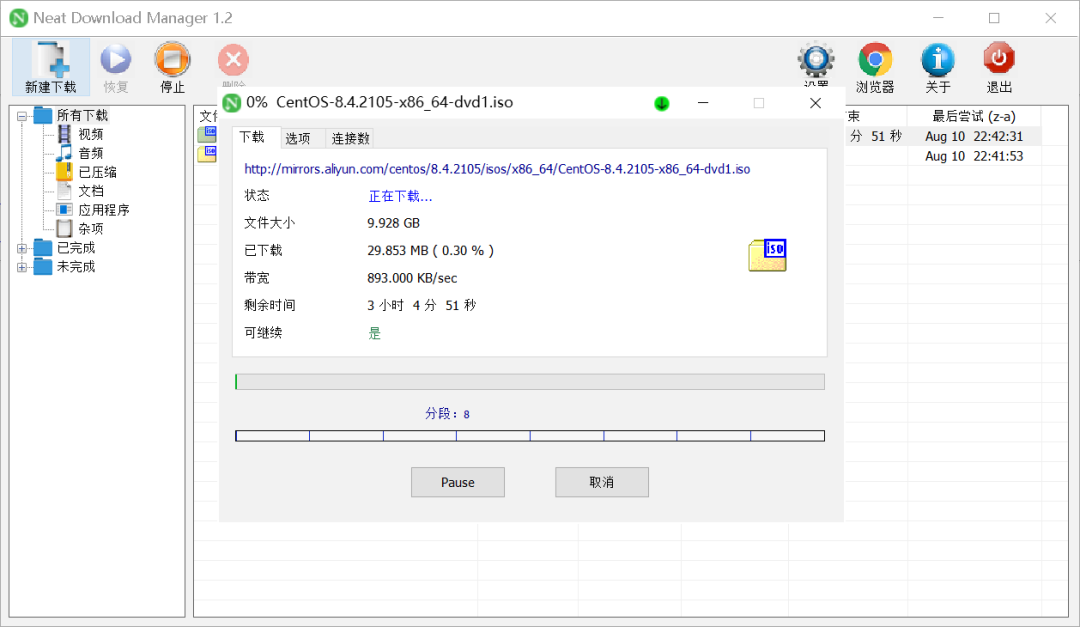 Neat Download Manager 1.2
新建下载
恢复
停止
浏览器
关于
退出
0% CentOS-8.4.2105-x86_64-dvd1.iso
所有下载
视频
音频
已压缩
文档
应用程序
杂项
已完成
未完成
束
最后尝试 (z-a)
分 51 秒
Aug 10 22:42:31
Aug 10 22:41:53
下载
选项
连接数
http://mirrors.aliyun.com/centos/8.4.2105/isos/x86_64/CentOS-8.4.2105-x86_64-dvd1.iso
状态
正在下载...
文件大小
9.928 GB
已下载
29.853 MB ( 0.30 % )
带宽
893.000 KB/sec
剩余时间
3 小时 4 分 51 秒
可继续
是
ISO
分段: 8
Pause
取消